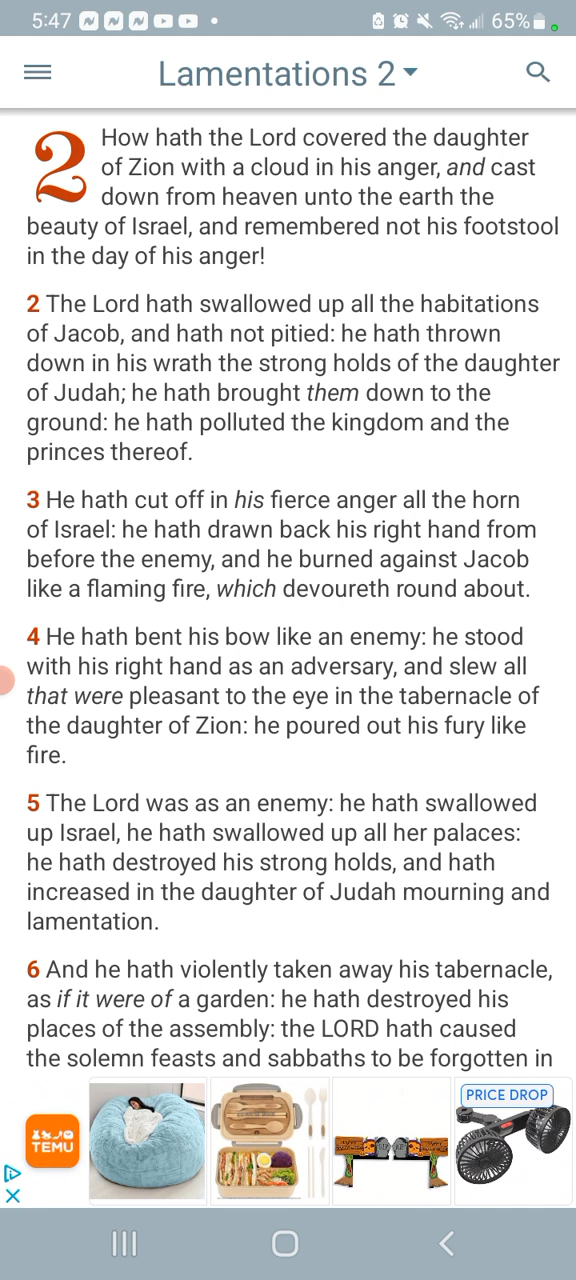 5:47
65%
Lamentations 2
2 How hath the Lord covered the daughter
of Zion with a cloud in his anger, and cast
down from heaven unto the earth the
beauty of Israel, and remembered not his footstool
in the day of his anger!
2 The Lord hath swallowed up all the habitations
of Jacob, and hath not pitied: he hath thrown
down in his wrath the strong holds of the daughter
of Judah; he hath brought them down to the
ground: he hath polluted the kingdom and the
princes thereof.
3 He hath cut off in his fierce anger all the horn
of Israel: he hath drawn back his right hand from
before the enemy, and he burned against Jacob
like a flaming fire, which devoureth round about.
4 He hath bent his bow like an enemy: he stood
with his right hand as an adversary, and slew all
that were pleasant to the eye in the tabernacle of
the daughter of Zion: he poured out his fury like
fire.
5 The Lord was as an enemy: he hath swallowed
up Israel, he hath swallowed up all her palaces:
he hath destroyed his strong holds, and hath
increased in the daughter of Judah mourning and
lamentation.
6 And he hath violently taken away his tabernacle,
as if it were of a garden: he hath destroyed his
places of the assembly: the LORD hath caused
the solemn feasts and sabbaths to be forgotten in
TEMU
PRICE DROP